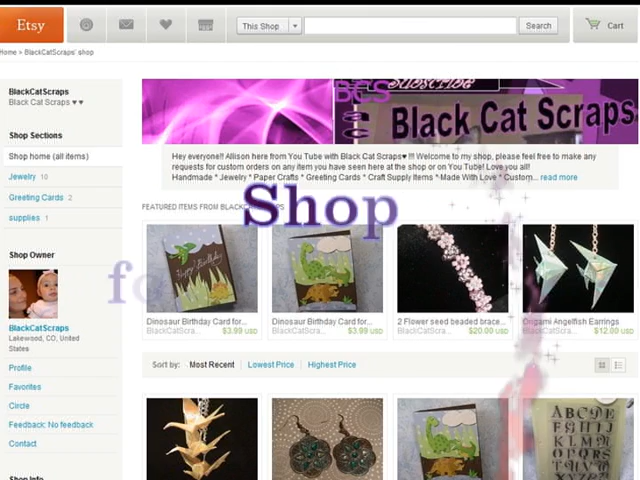 Etsy
This Shop
Search
Cart
Home > BlackCatScraps' shop
BlackCatScraps
Black Cat Scraps ♥ ♥
Shop Sections
Shop home (all items)
Jewelry 10
Greeting Cards 2
supplies 1
Shop Owner
BlackCatScraps
Lakewood, CO, United
States
Profile
Favorites
Circle
Feedback: No feedback
Contact
Shop Info
Subscribe
BCS
Black Cat Scraps
Hey everyone!! Allison here from You Tube with Black Cat Scraps♥ !!! Welcome to my shop, please feel free to make any
requests for custom orders on any item you have seen here at the shop or on You Tube! Love you all!
Handmade * Jewelry * Paper Crafts * Greeting Cards * Craft Supply Items * Made With Love * Custom... read more
Shop
FEATURED ITEMS FROM BLACKCATSCRAPS
Happy Birthday
Dinosaur Birthday Card for...
BlackCatScra... $3.99 USD
Dinosaur Birthday Card for...
BlackCatScra... $3.99 USD
2 Flower seed beaded brace...
BlackCatScra... $20.00 USD
Origami Angelfish Earrings
BlackCatScra... $12.00 USD
Sort by: Most Recent Lowest Price Highest Price
ABCDE
FGHI